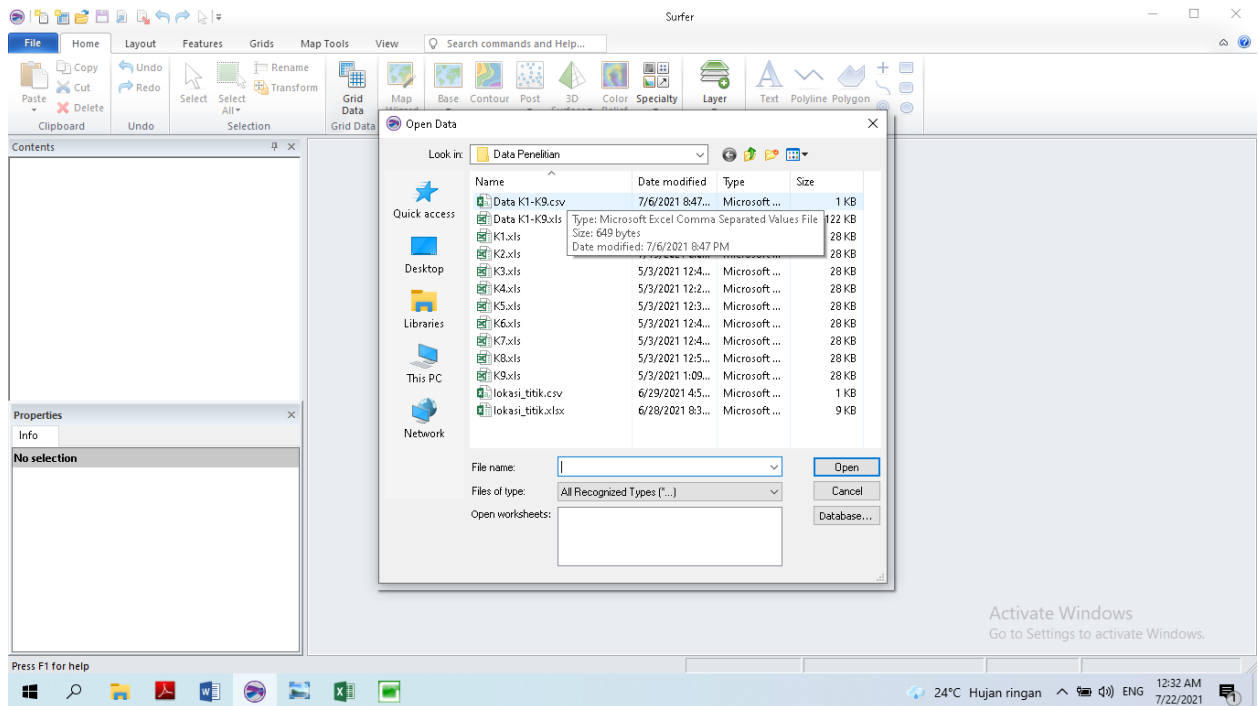 Surfer
File Home Layout Features Grids Map Tools View Search commands and Help...
Paste Copy Cut Delete
Clipboard
Undo Redo
Undo
Select Select All Rename Transform
Selection
Grid Data
Grid Data
Map Base Contour Post 3D Color Specialty Layer Text Polyline Polygon
Contents
Properties
Info
No selection
Open Data
Look in: Data Penelitian
Quick access
Desktop
Libraries
This PC
Network
Name Date modified Type Size
Data K1-K9.csv 7/6/2021 8:47... Microsoft ... 1 KB
Data K1-K9.xls 122 KB
K1.xls 28 KB
K2.xls 28 KB
K3.xls 5/3/2021 12:4... Microsoft ... 28 KB
K4.xls 5/3/2021 12:2... Microsoft ... 28 KB
K5.xls 5/3/2021 12:3... Microsoft ... 28 KB
K6.xls 5/3/2021 12:4... Microsoft ... 28 KB
K7.xls 5/3/2021 12:4... Microsoft ... 28 KB
K8.xls 5/3/2021 12:5... Microsoft ... 28 KB
K9.xls 5/3/2021 1:09... Microsoft ... 28 KB
lokasi_titik.csv 6/29/2021 4:5... Microsoft ... 1 KB
lokasi_titik.xlsx 6/28/2021 8:3... Microsoft ... 9 KB
Type: Microsoft Excel Comma Separated Values File
Size: 649 bytes
Date modified: 7/6/2021 8:47 PM
File name: Open
Files of type: All Recognized Types (*...) Cancel
Open worksheets: Database...
Activate Windows
Go to Settings to activate Windows.
Press F1 for help
24°C Hujan ringan ENG 12:32 AM
7/22/2021
1